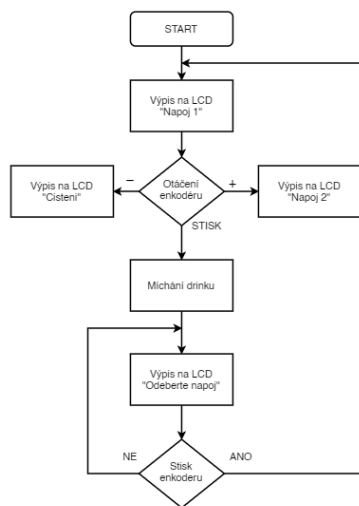 START
Výpis na LCD
"Napoj 1"
Otáčení
enkodéru
–
+
STISK
Výpis na LCD
"Cisteni"
Výpis na LCD
"Napoj 2"
Míchání drinku
Výpis na LCD
"Odeberte napoj"
Stisk
enkoderu
NE
ANO